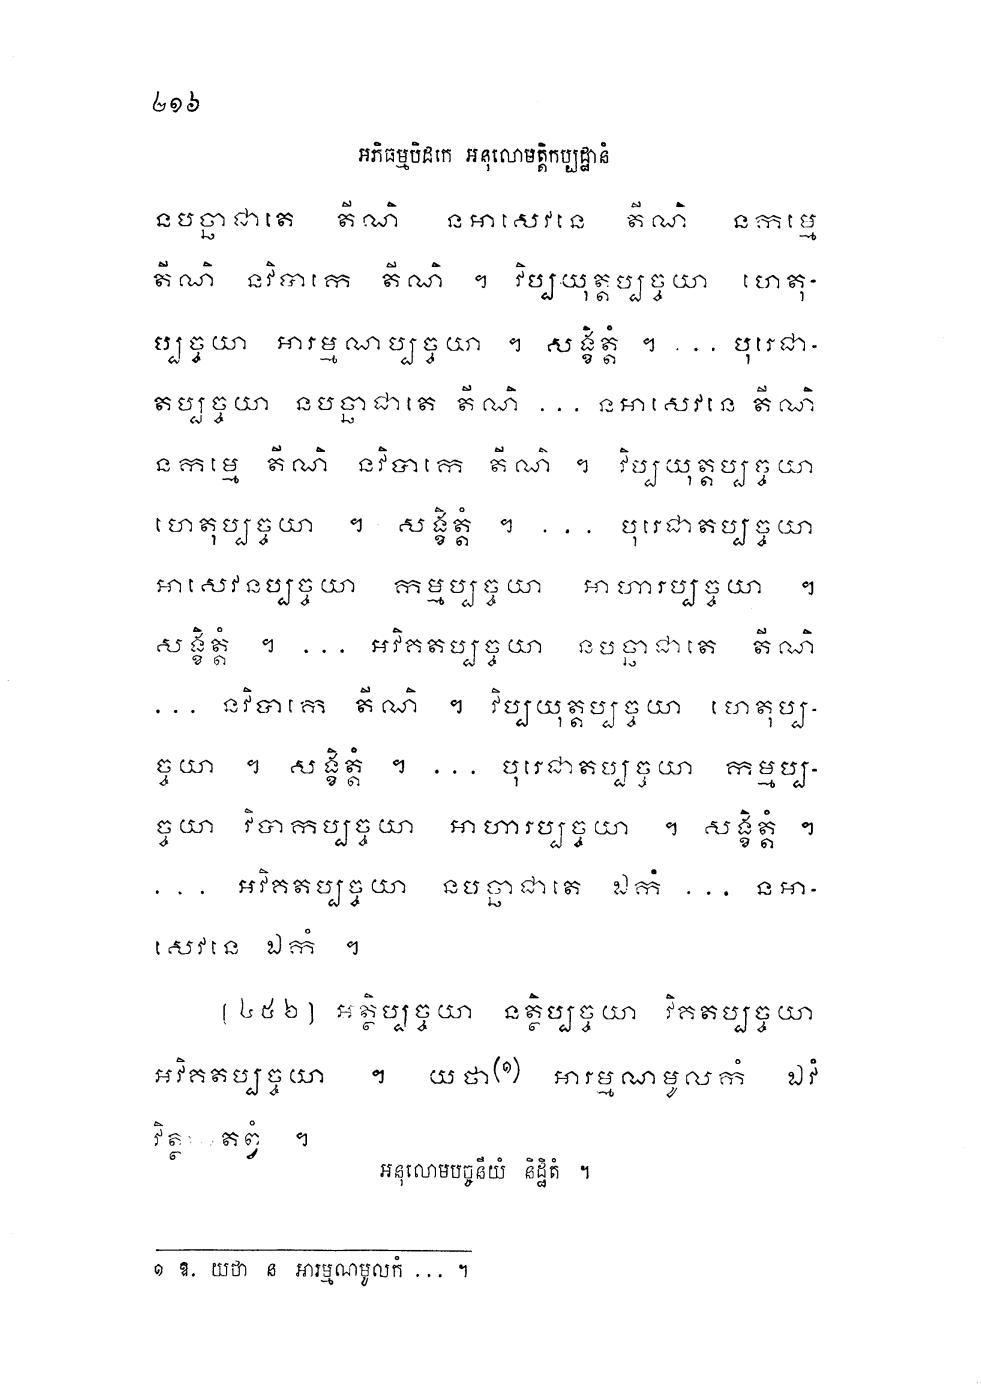 ៤១៦
អភិធម្មបិដកេ អនុលោមត្តិកប្បដ្ឋានំ
នបច្ឆាជាតេ តីណិ នអាសេវនេ តីណិ នកម្មេ
តីណិ នវិបាកេ តីណិ ។ វិប្បយុត្តប្បច្ចយា ហេតុ-
ប្បច្ចយា អារម្មណប្បច្ចយា ។ សង្ខិត្តំ ។ ... បុរេជា-
តប្បច្ចយា នបច្ឆាជាតេ តីណិ ... នអាសេវនេ តីណិ
នកម្មេ តីណិ នវិបាកេ តីណិ ។ វិប្បយុត្តប្បច្ចយា
ហេតុប្បច្ចយា ។ សង្ខិត្តំ ។ ... បុរេជាតប្បច្ចយា
អាសេវនប្បច្ចយា កម្មប្បច្ចយា អាហារប្បច្ចយា ។
សង្ខិត្តំ ។ ... អវិគតប្បច្ចយា នបច្ឆាជាតេ តីណិ
... នវិបាកេ តីណិ ។ វិប្បយុត្តប្បច្ចយា ហេតុប្ប-
ច្ចយា ។ សង្ខិត្តំ ។ ... បុរេជាតប្បច្ចយា កម្មប្ប-
ច្ចយា វិបាកប្បច្ចយា អាហារប្បច្ចយា ។ សង្ខិត្តំ ។
... អវិគតប្បច្ចយា នបច្ឆាជាតេ ឯកំ ... នអា-
សេវនេ ឯកំ ។
[៤៥៦] អត្ថិប្បច្ចយា នត្ថិប្បច្ចយា វិគតប្បច្ចយា
អវិគតប្បច្ចយា ។ យថា(១) អារម្មណមូលកំ ឯវំ
។
អនុលោមបច្ចនីយំ និដ្ឋិតំ ។
១ ឱ. យថា ន អារម្មណមូលកំ ... ។